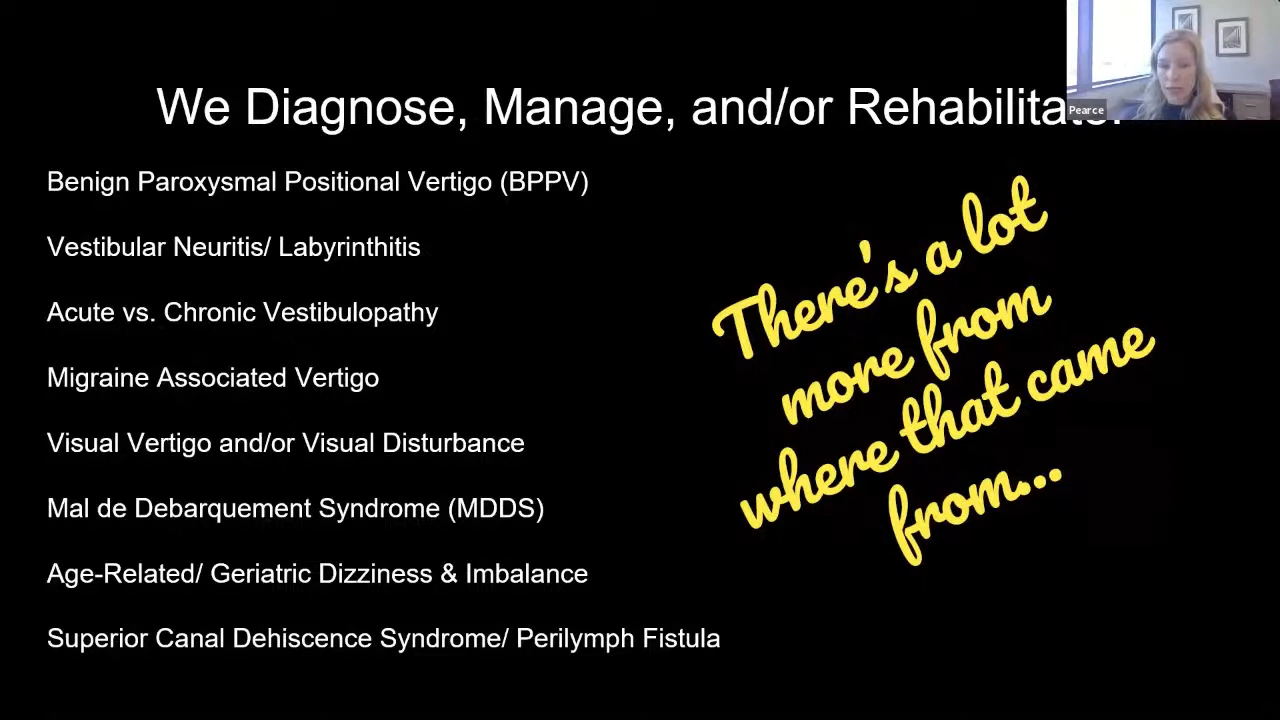 We Diagnose, Manage, and/or Rehabilitate:
Pearce
Benign Paroxysmal Positional Vertigo (BPPV)
Vestibular Neuritis/ Labyrinthitis
Acute vs. Chronic Vestibulopathy
Migraine Associated Vertigo
Visual Vertigo and/or Visual Disturbance
Mal de Debarquement Syndrome (MDDS)
Age-Related/ Geriatric Dizziness & Imbalance
Superior Canal Dehiscence Syndrome/ Perilymph Fistula
There's a lot
more from
where that came
from...